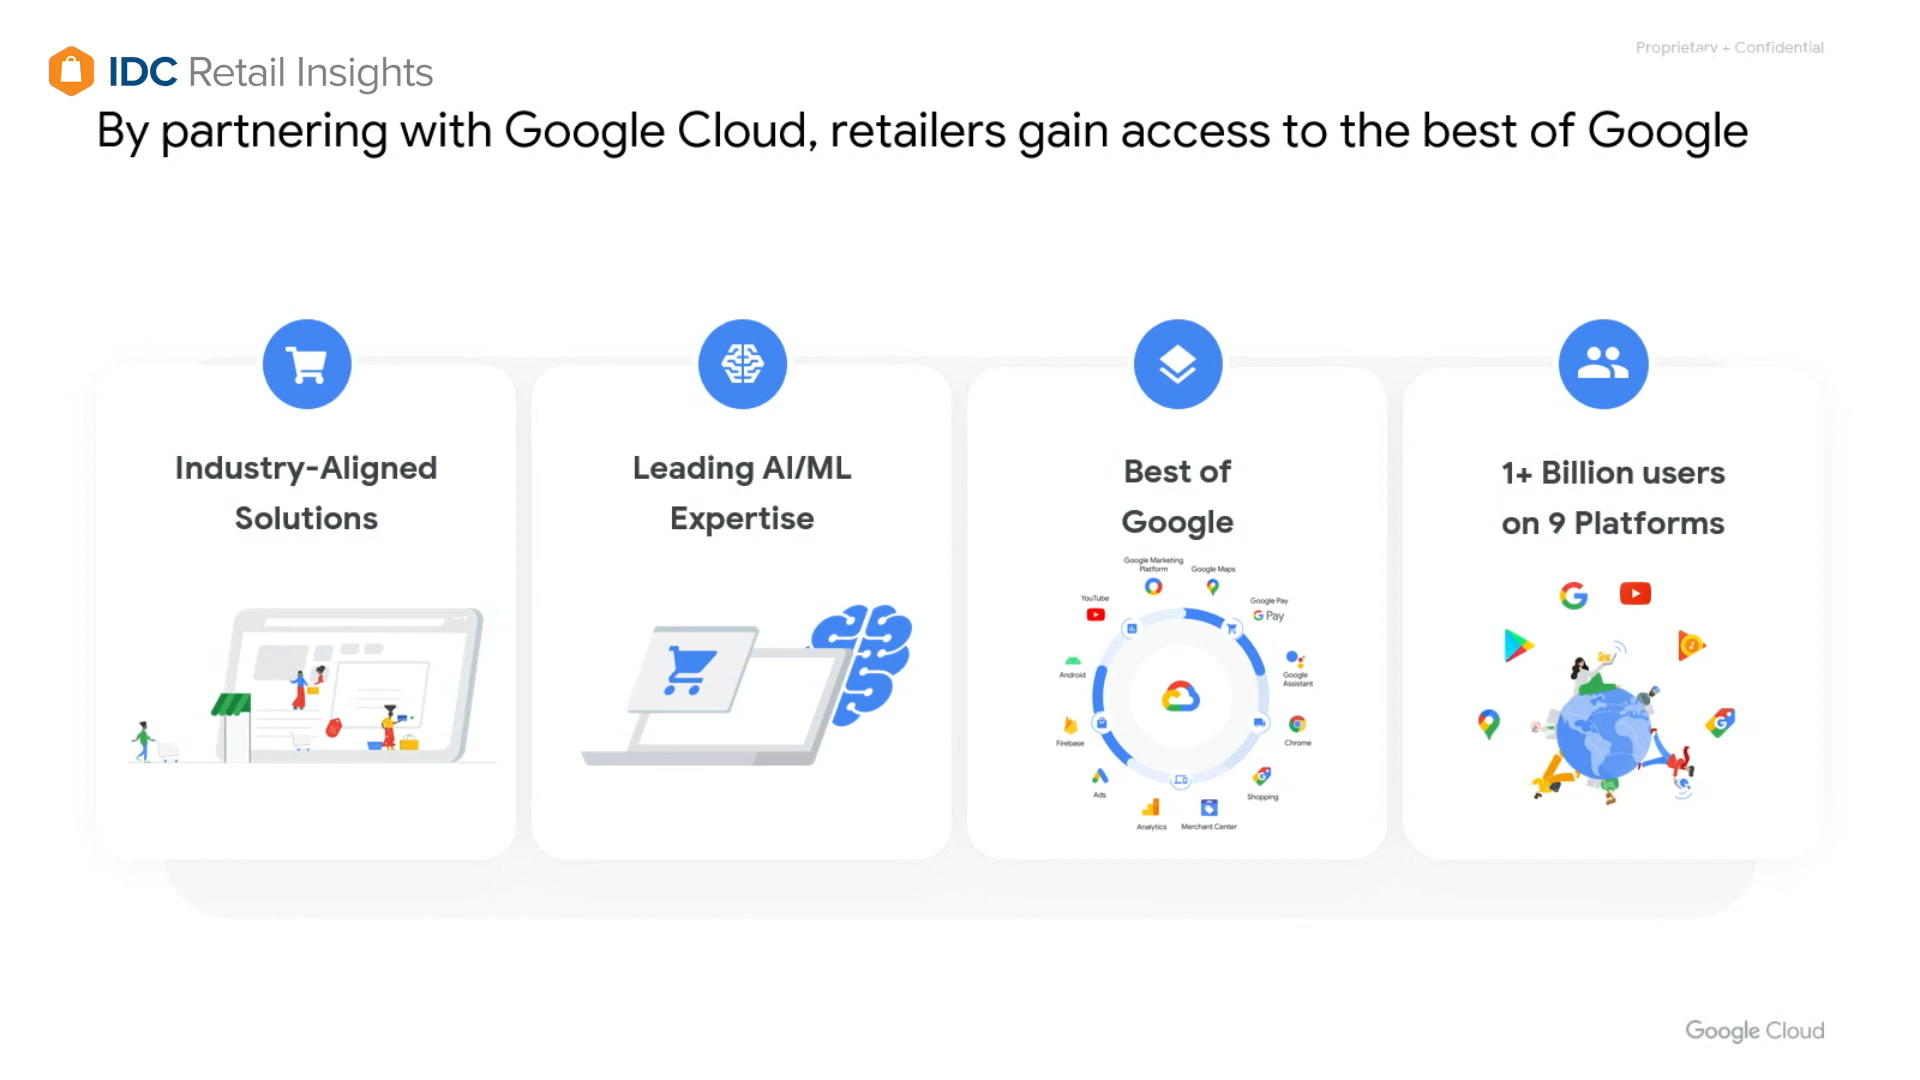 Proprietary + Confidential
IDC Retail Insights
By partnering with Google Cloud, retailers gain access to the best of Google
Industry-Aligned
Solutions
Leading AI/ML
Expertise
Best of
Google
Google Marketing
Platform
Google Maps
YouTube
Google Pay
G Pay
Android
Google
Assistant
Firebase
Chrome
Ads
Shopping
Analytics
Merchant Center
1+ Billion users
on 9 Platforms
Google Cloud